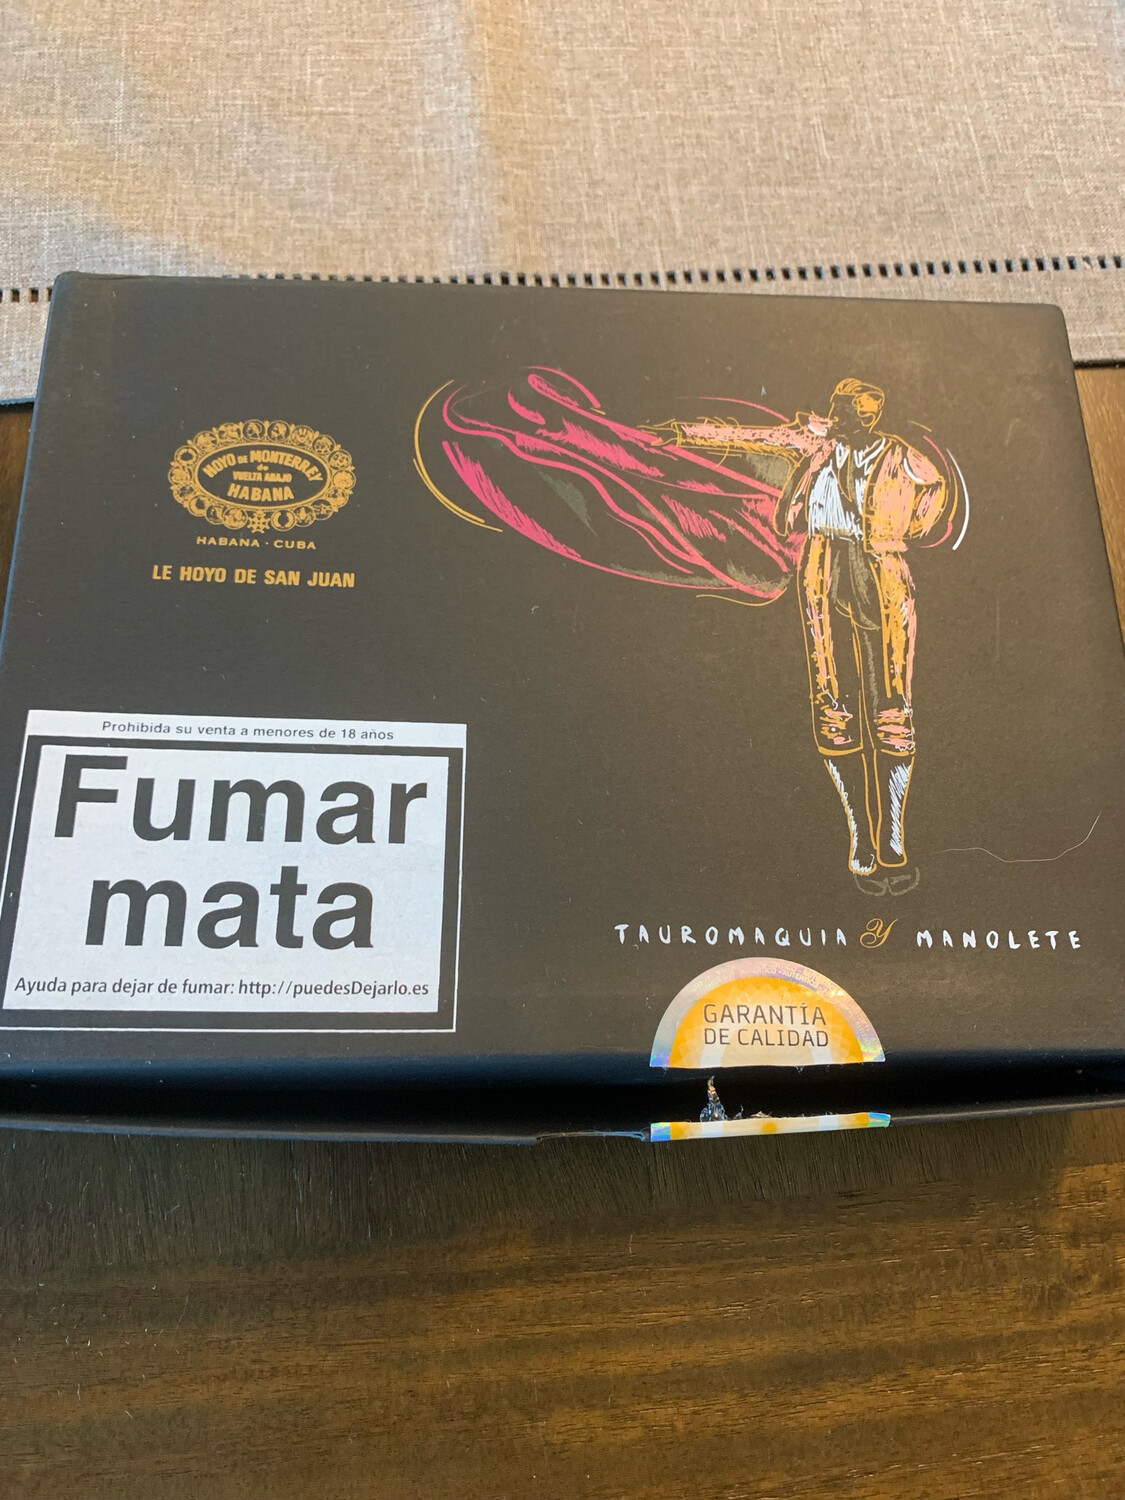 HOYO DE MONTERREY
de
VUELTA ABAJO
HABANA
HABANA · CUBA
LE HOYO DE SAN JUAN
Prohibida su venta a menores de 18 años
Fumar
mata
Ayuda para dejar de fumar: http://puedesDejarlo.es
TAUROMAQUIA Y MANOLETE
GARANTÍA
DE CALIDAD